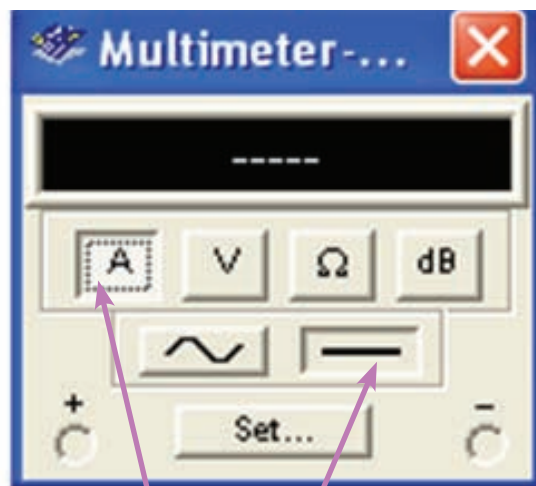 Multimeter-...
-----
A V Ω dB
+ Set... -